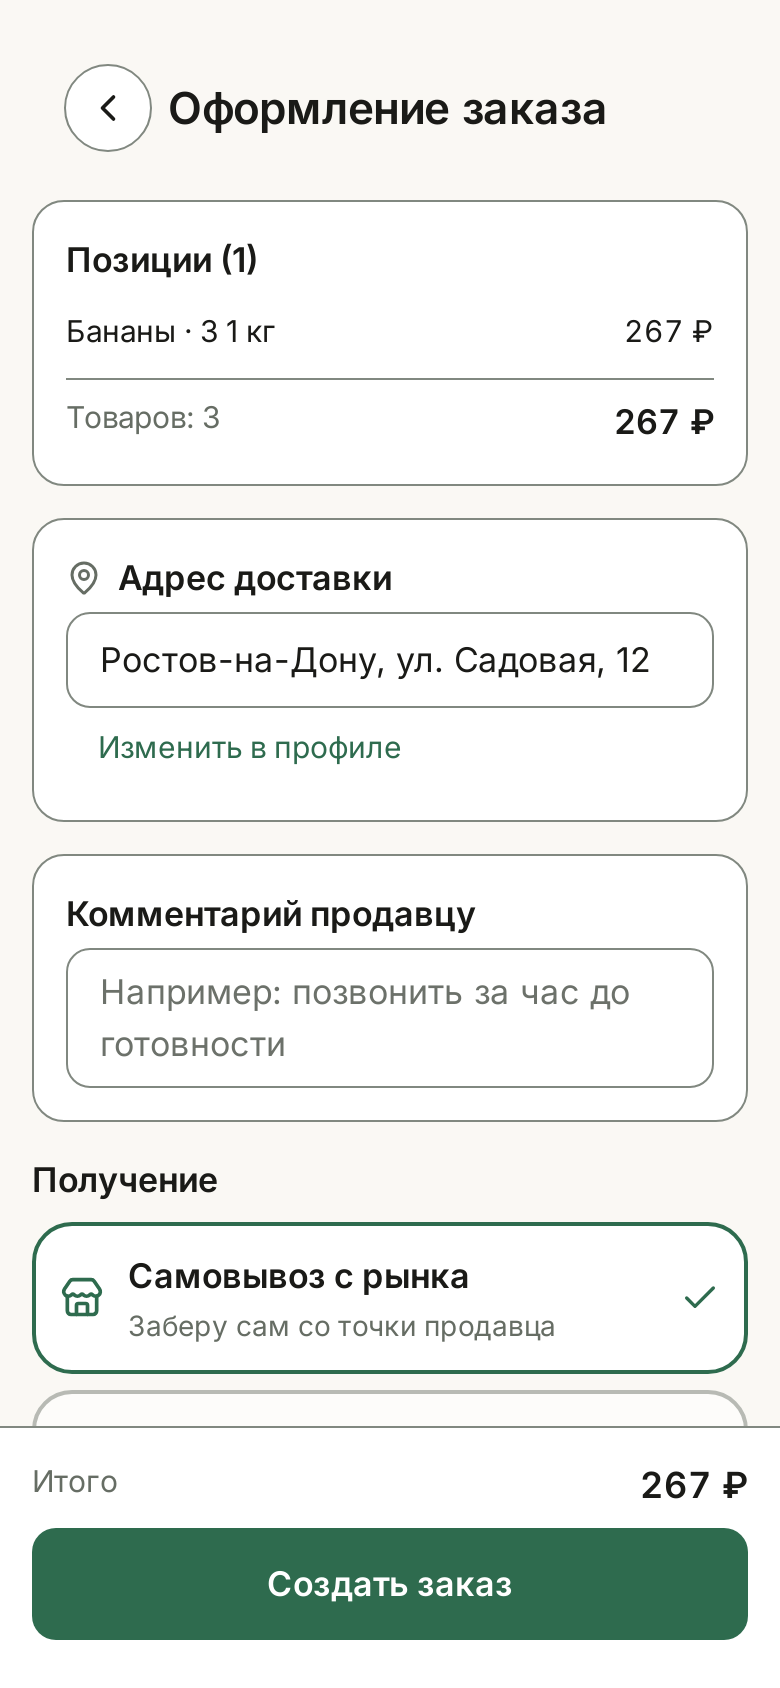 Оформление заказа
Позиции (1)
Бананы · 3 1 кг 267 ₽
Товаров: 3 267 ₽
Адрес доставки
Ростов-на-Дону, ул. Садовая, 12
Изменить в профиле
Комментарий продавцу
Например: позвонить за час до
готовности
Получение
Самовывоз с рынка
Заберу сам со точки продавца
Итого 267 ₽
Создать заказ